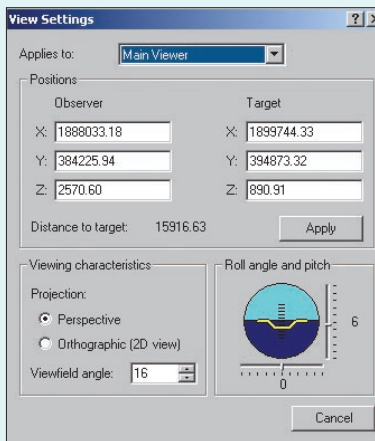 View Settings
Applies to: Main Viewer
Positions
Observer Target
X: 1888033.18 X: 1899744.33
Y: 384225.94 Y: 394873.32
Z: 2570.60 Z: 890.91
Distance to target: 15916.63 Apply
Viewing characteristics Roll angle and pitch
Projection:
Perspective
Orthographic (2D view)
6
Viewfield angle: 16
0
Cancel